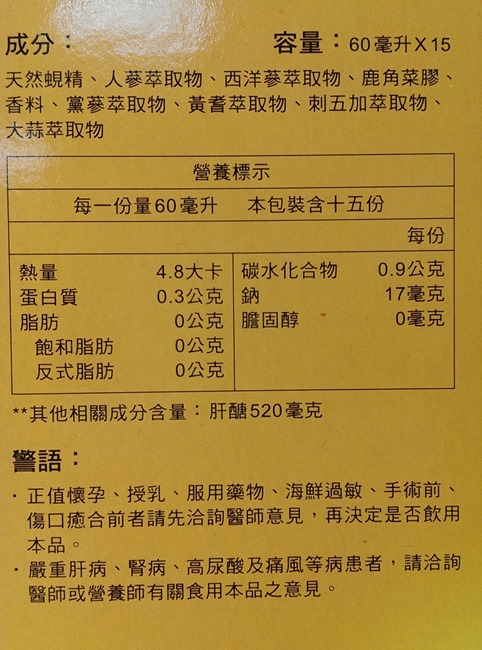 成分：
容量：60毫升X15
天然蜆精、人蔘萃取物、西洋蔘萃取物、鹿角菜膠、
香料、黨蔘萃取物、黃耆萃取物、刺五加萃取物、
大蒜萃取物
營養標示
每一份量60毫升 本包裝含十五份
每份
熱量 4.8大卡 碳水化合物 0.9公克
蛋白質 0.3公克 鈉 17毫克
脂肪 0公克 膽固醇 0毫克
飽和脂肪 0公克
反式脂肪 0公克
**其他相關成分含量：肝醣520毫克
警語：
· 正值懷孕、授乳、服用藥物、海鮮過敏、手術前、
傷口癒合前者請先洽詢醫師意見，再決定是否飲用
本品。
· 嚴重肝病、腎病、高尿酸及痛風等病患者，請洽詢
醫師或營養師有關食用本品之意見。